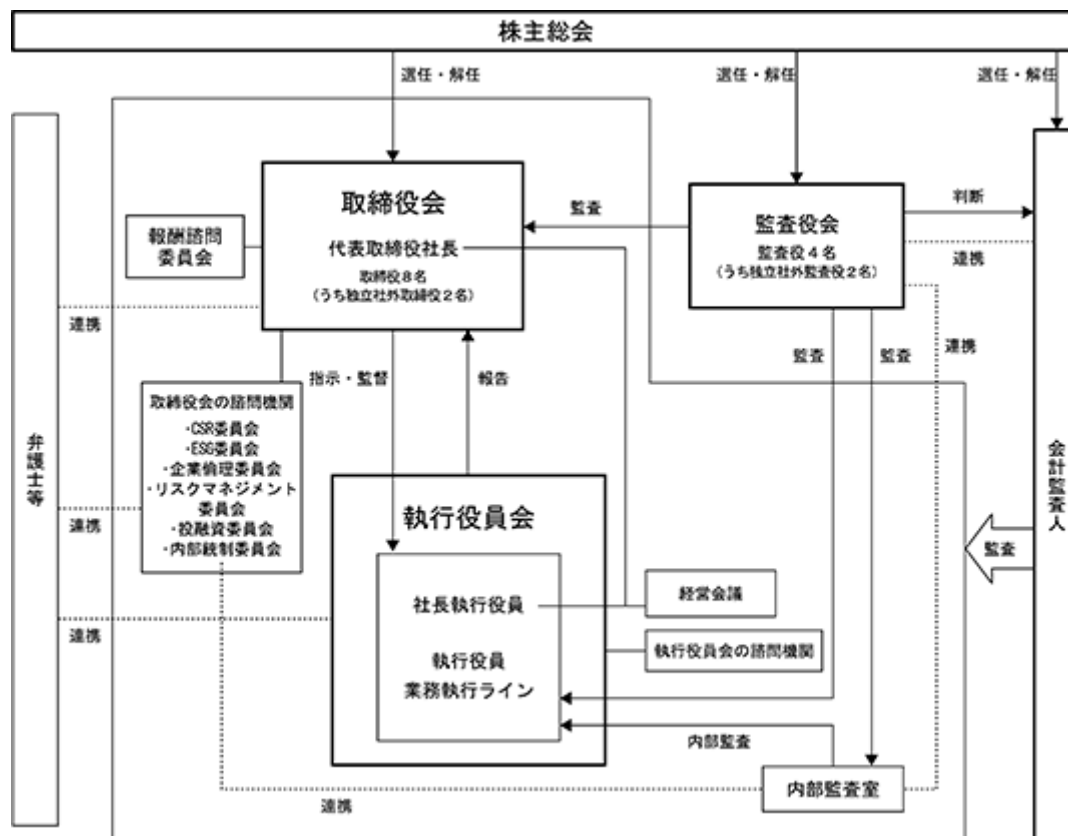 株主総会
選任・解任
選任・解任
選任・解任
取締役会
代表取締役社長
取締役8名
(うち独立社外取締役2名)
監査
監査役会
監査役4名
(うち独立社外監査役2名)
判断
連携
報酬諮問
委員会
連携
指示・監督
報告
監査
監査
連携
取締役会の諮問機関
・CSR委員会
・ESG委員会
・企業倫理委員会
・リスクマネジメント
委員会
・投融資委員会
・内部統制委員会
弁護士等
連携
連携
執行役員会
社長執行役員
執行役員
業務執行ライン
経営会議
執行役員会の諮問機関
会計監査人
監査
内部監査
内部監査室
連携